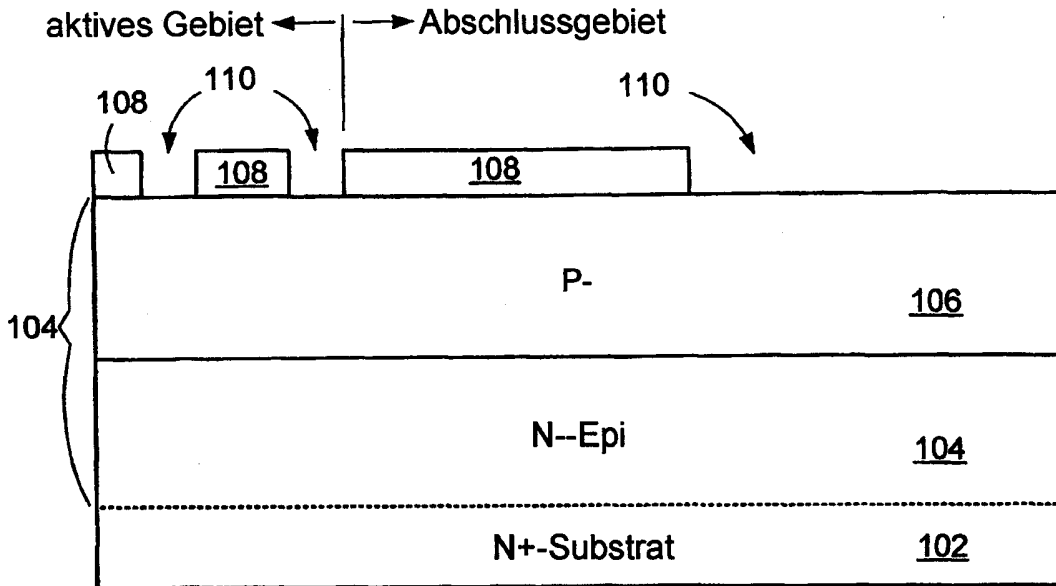 aktives Gebiet
Abschlussgebiet
110
110
108
108
108
P-
106
104
N--Epi
104
N+-Substrat
102